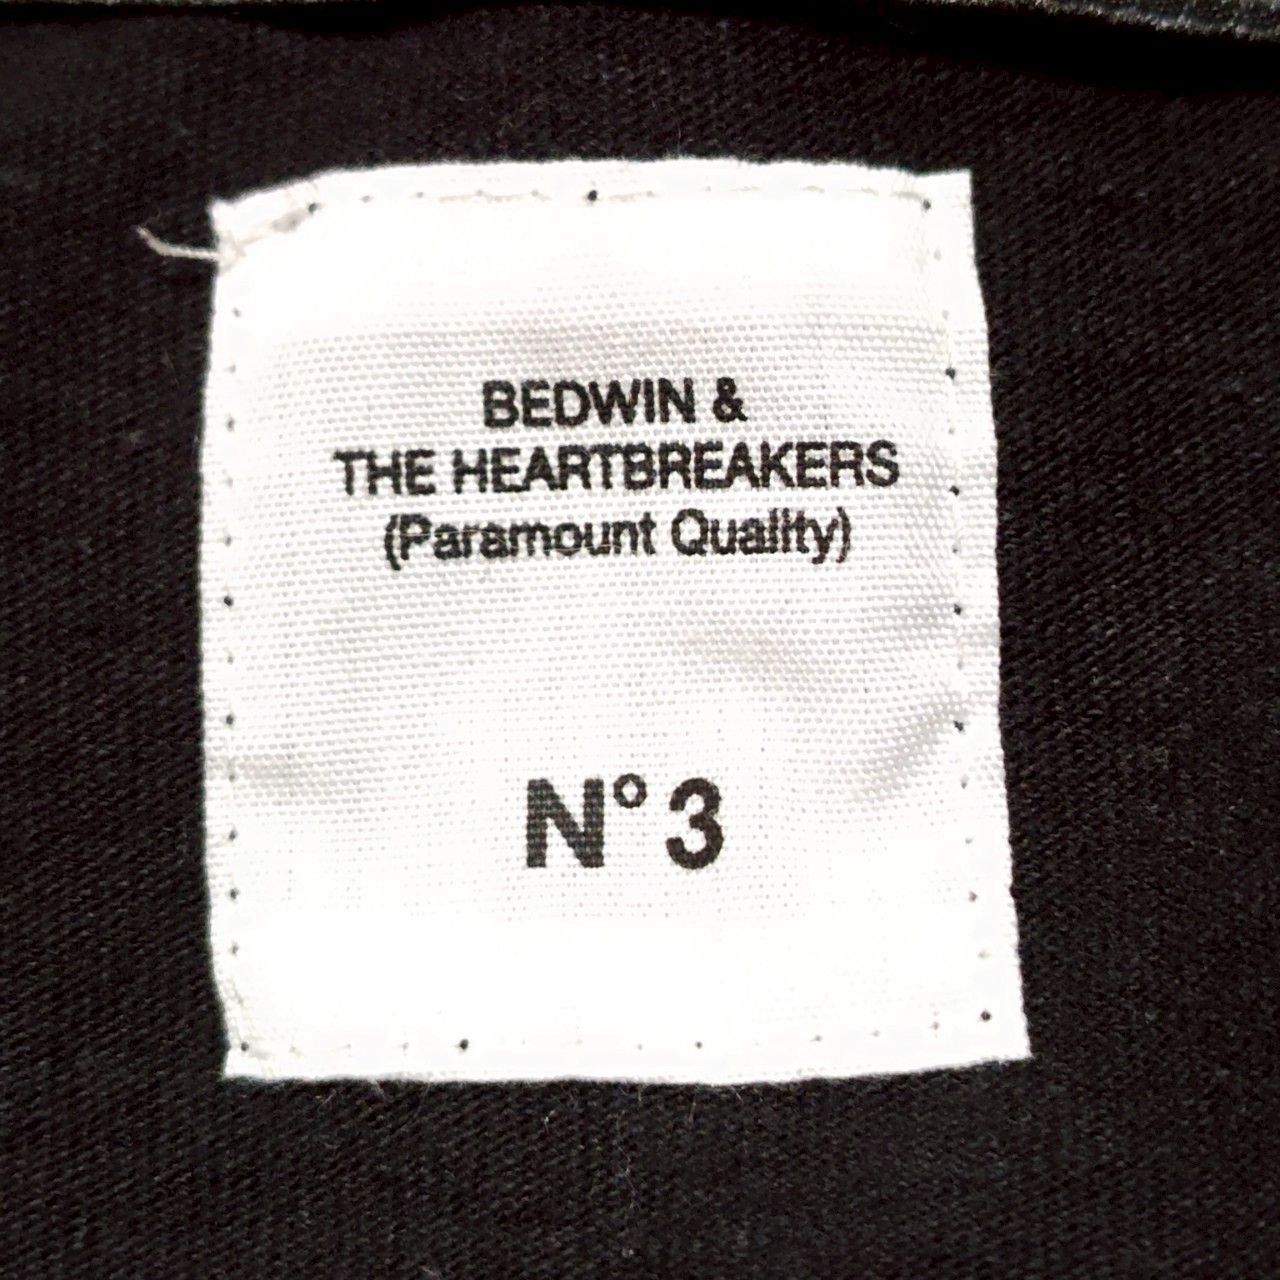 BEDWIN &
THE HEARTBREAKERS
(Paramount Quality)
N° 3